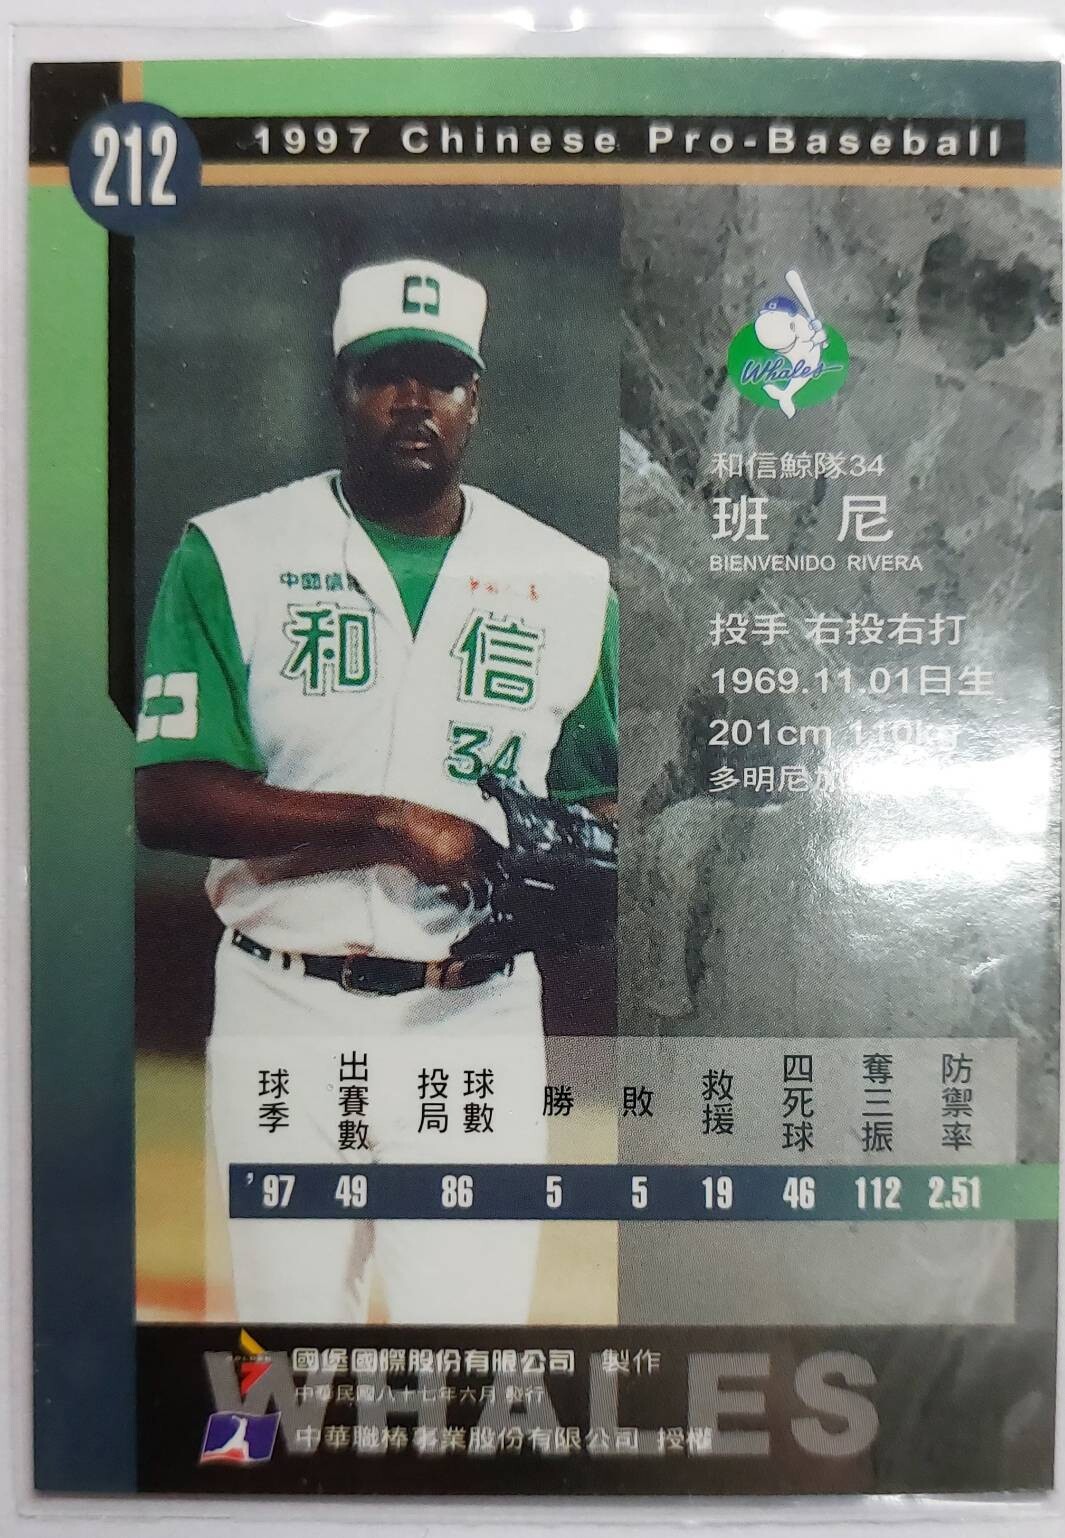 212
1997 Chinese Pro-Baseball
Whales
和信鯨隊34
班 尼
BIENVENIDO RIVERA
投手 右投右打
1969.11.01日生
201cm 110kg
多明尼加
中國信託
和信
34
球季 出賽數 投局 球數 勝 敗 救援 四死球 奪三振 防禦率
'97 49 86 5 5 19 46 112 2.51
WHALES
國堡國際股份有限公司 製作
中華民國八十七年六月 發行
中華職棒事業股份有限公司 授權